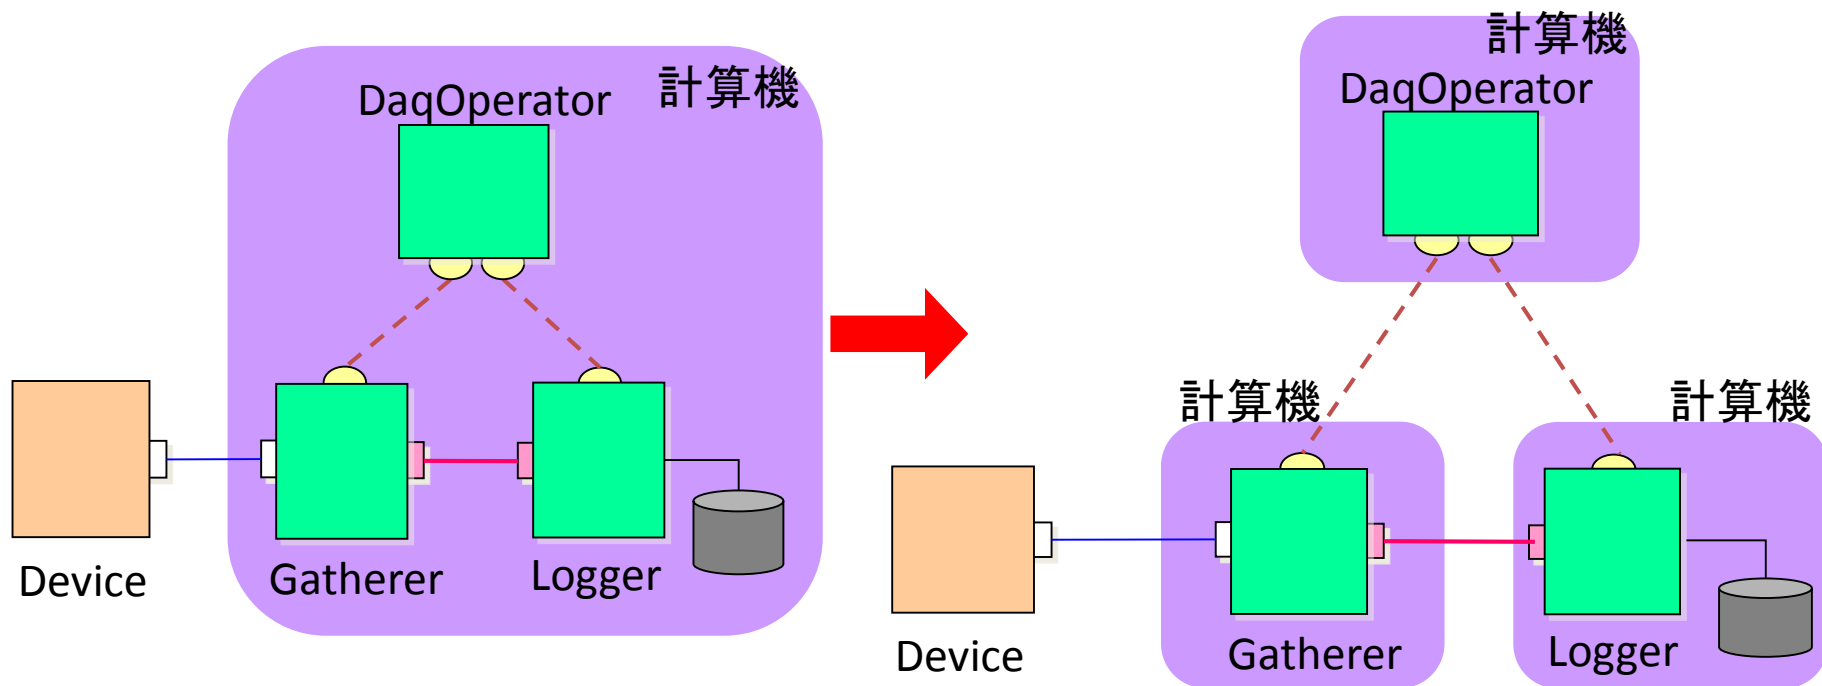 計算機
DaqOperator
Device
Gatherer
Logger
計算機
DaqOperator
計算機
計算機
Device
Gatherer
Logger